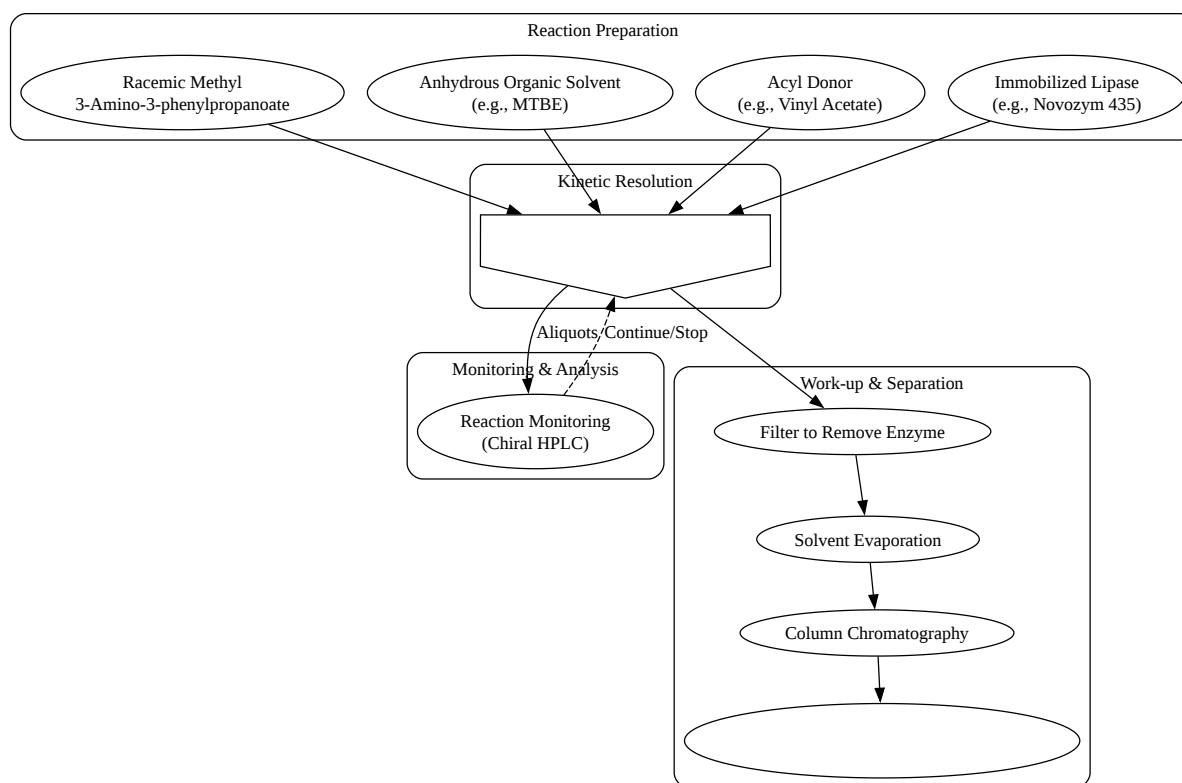 Reaction Preparation
Racemic Methyl
3-Amino-3-phenylpropanoate
Anhydrous Organic Solvent
(e.g., MTBE)
Acyl Donor
(e.g., Vinyl Acetate)
Immobilized Lipase
(e.g., Novozym 435)
Kinetic Resolution
Aliquots
Continue/Stop
Monitoring & Analysis
Reaction Monitoring
(Chiral HPLC)
Work-up & Separation
Filter to Remove Enzyme
Solvent Evaporation
Column Chromatography